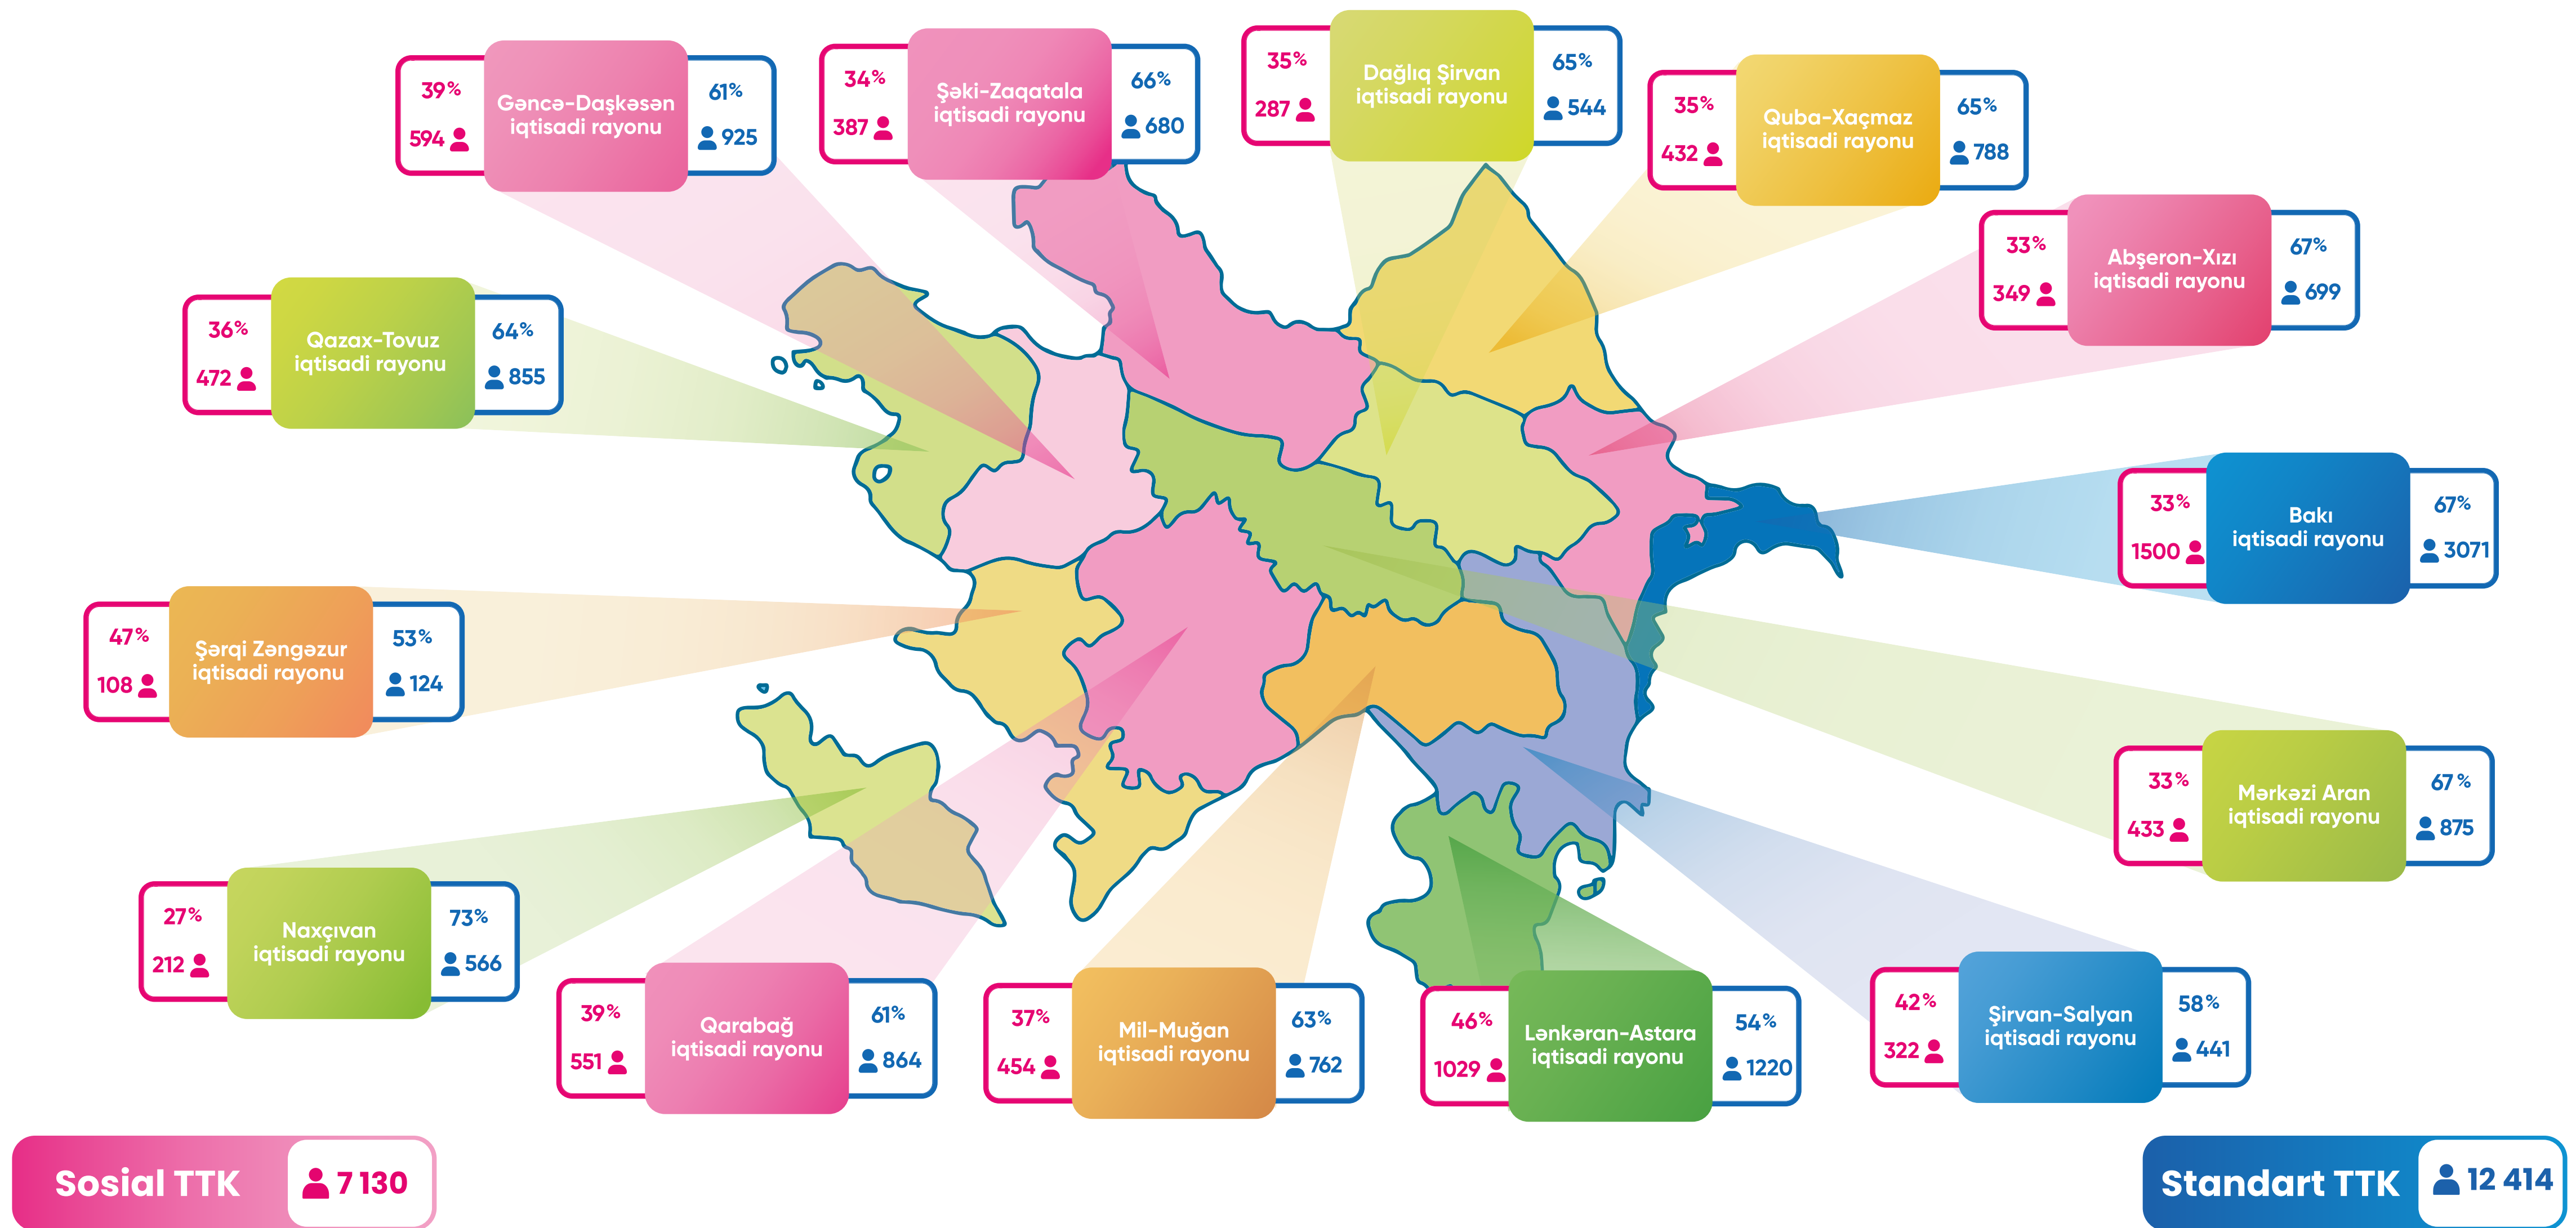 39%
594
Gəncə-Daşkəsən
iqtisadi rayonu
61%
925
34%
387
Şəki-Zaqatala
iqtisadi rayonu
66%
680
35%
287
Dağlıq Şirvan
iqtisadi rayonu
65%
544
35%
432
Quba-Xaçmaz
iqtisadi rayonu
65%
788
33%
349
Abşeron-Xızı
iqtisadi rayonu
67%
699
36%
472
Qazax-Tovuz
iqtisadi rayonu
64%
855
33%
1500
Bakı
iqtisadi rayonu
67%
3071
47%
108
Şərqi Zəngəzur
iqtisadi rayonu
53%
124
33%
433
Mərkəzi Aran
iqtisadi rayonu
67%
875
27%
212
Naxçıvan
iqtisadi rayonu
73%
566
39%
551
Qarabağ
iqtisadi rayonu
61%
864
37%
454
Mil-Muğan
iqtisadi rayonu
63%
762
46%
1029
Lənkəran-Astara
iqtisadi rayonu
54%
1220
42%
322
Şirvan-Salyan
iqtisadi rayonu
58%
441
Sosial TTK
7 130
Standart TTK
12 414